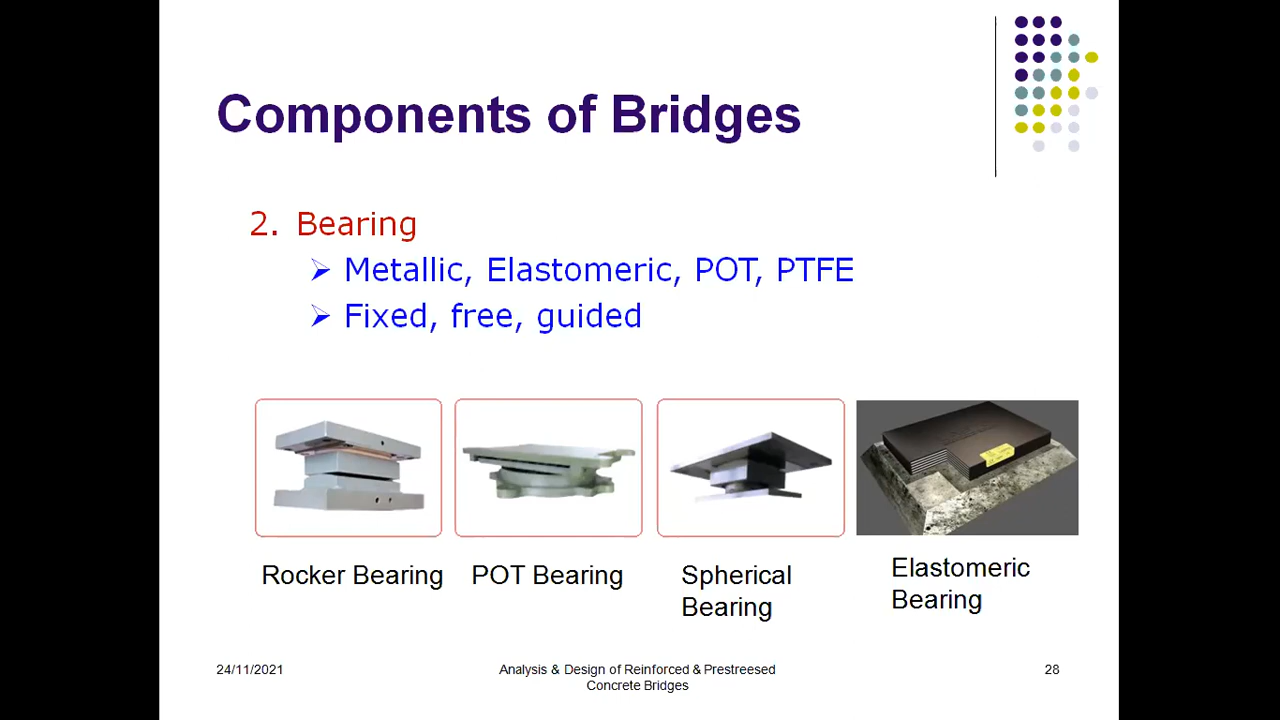 Components of Bridges
2. Bearing
Metallic, Elastomeric, POT, PTFE
Fixed, free, guided
Rocker Bearing
POT Bearing
Spherical
Bearing
Elastomeric
Bearing
24/11/2021
Analysis & Design of Reinforced & Prestreesed
Concrete Bridges
28